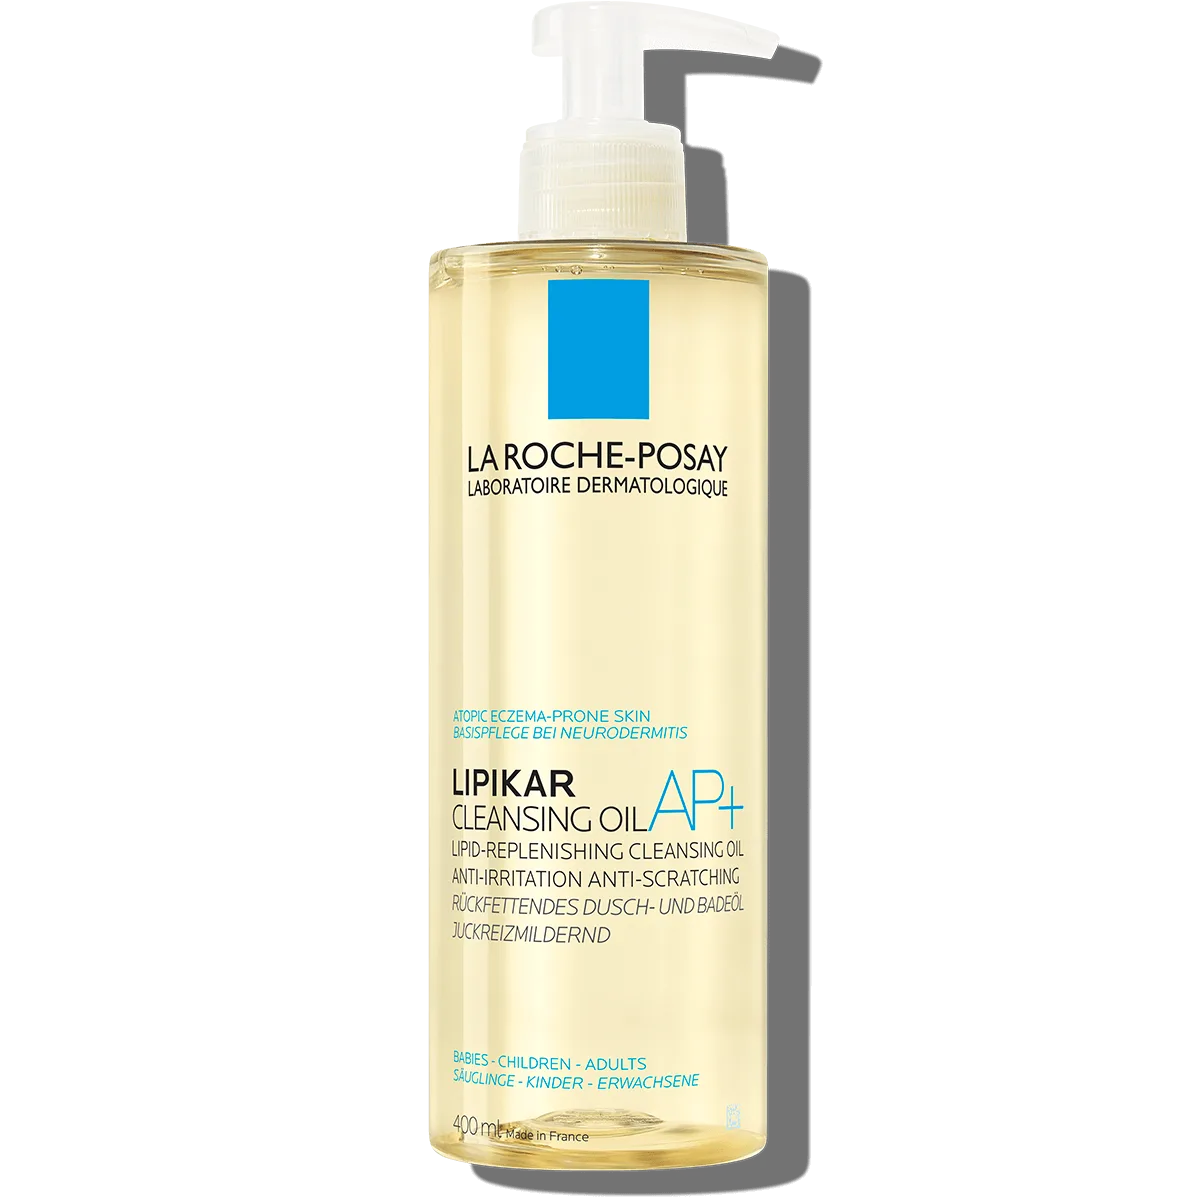 LA ROCHE-POSAY
LABORATOIRE DERMATOLOGIQUE
ATOPIC ECZEMA-PRONE SKIN
BASISPFLEGE BEI NEURODERMITIS
LIPIKAR
CLEANSING OIL AP+
LIPID-REPLENISHING CLEANSING OIL
ANTI-IRRITATION ANTI-SCRATCHING
RÜCKFETTENDES DUSCH- UND BADEÖL
JUCKREIZMILDERND
BABIES - CHILDREN - ADULTS
SÄUGLINGE - KINDER - ERWACHSENE
400 ml Made in France